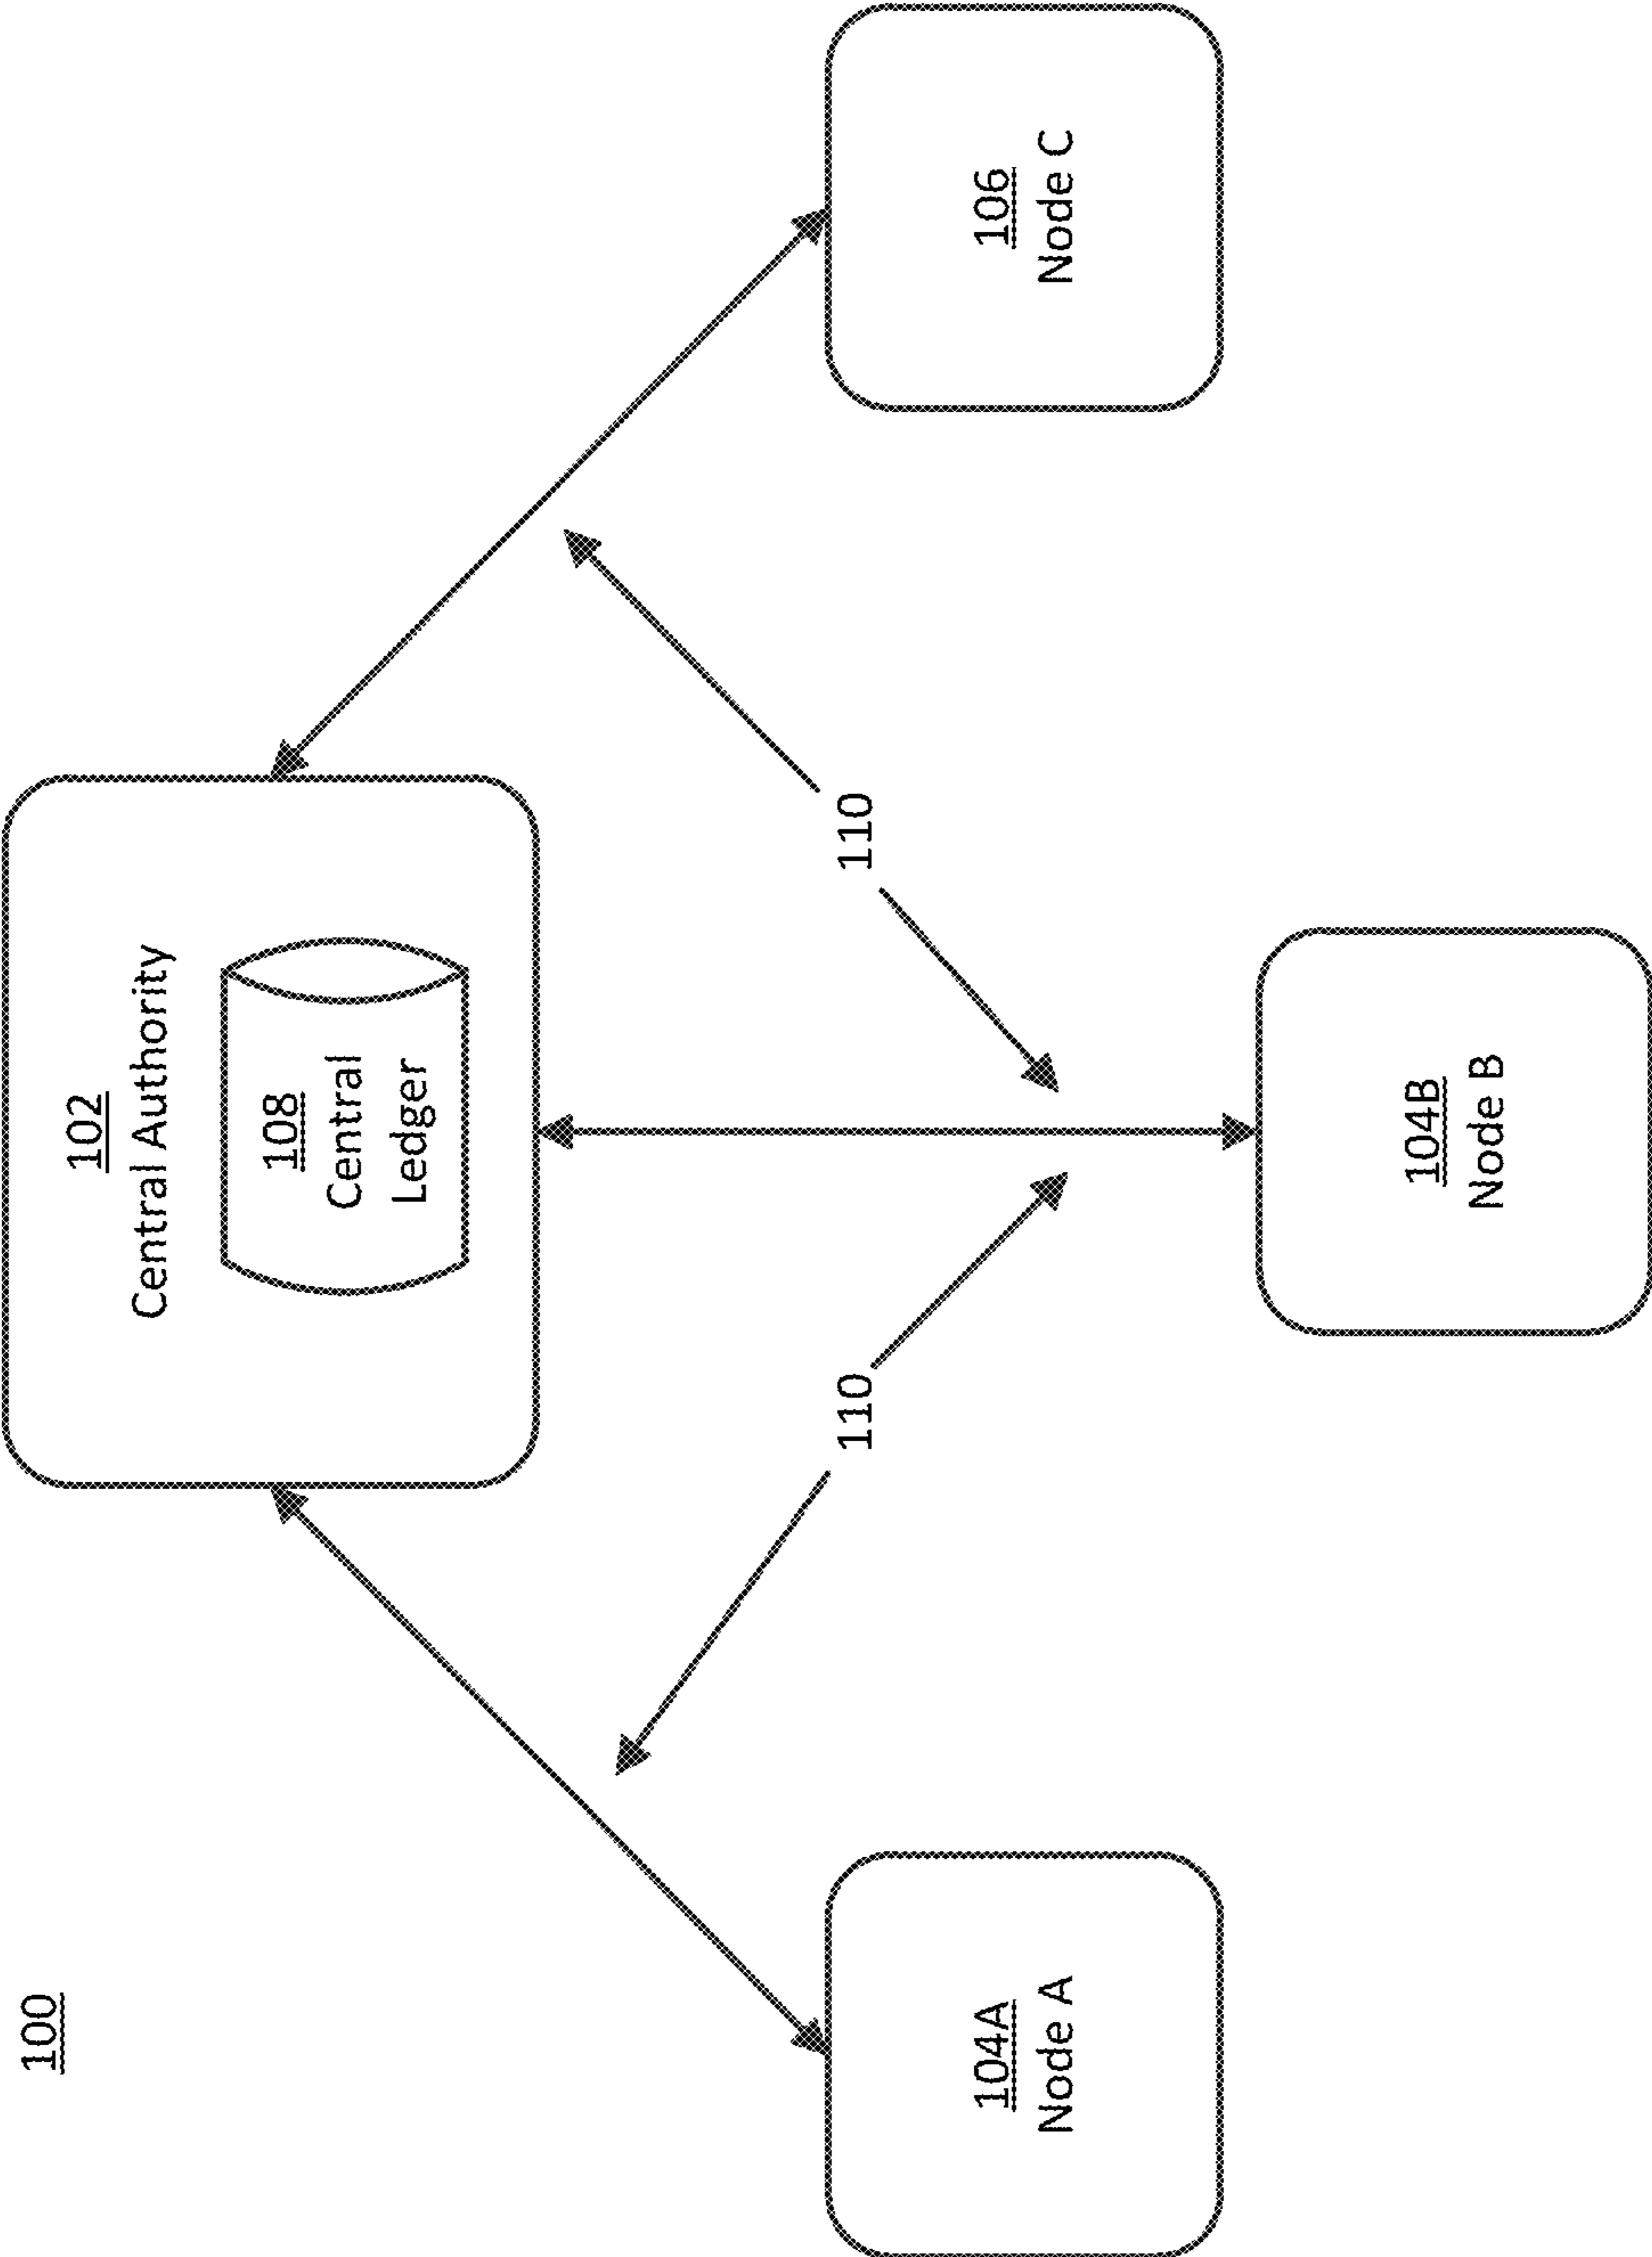 100
102
Central Authority
108
Central
Ledger
110
110
104A
Node A
104B
Node B
106
Node C